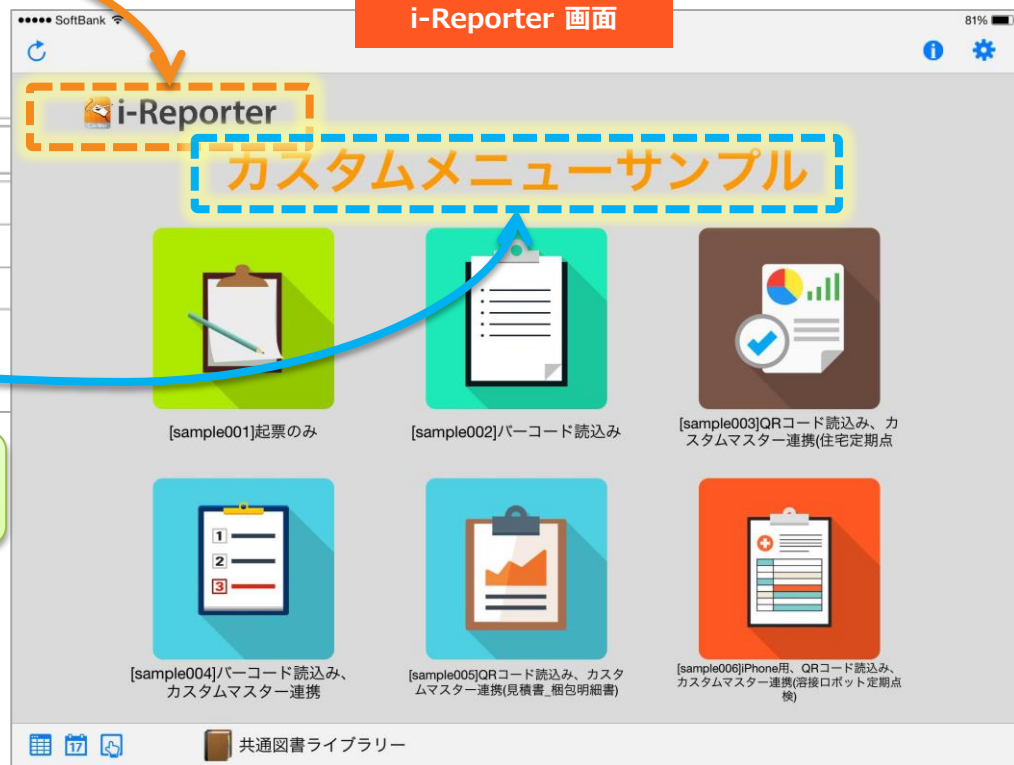 i-Reporter 画面
SoftBank
81%
i-Reporter
カスタムメニューサンプル
[sample001]起票のみ
[sample002]バーコード読込み
[sample003]QRコード読込み、カ
スタムマスター連携(住宅定期点
1
2
3
[sample004]バーコード読込み、
カスタムマスター連携
[sample005]QRコード読込み、カスタ
ムマスター連携(見積書_梱包明細書)
[sample006]iPhone用、QRコード読込み、
カスタムマスター連携(溶接ロボット定期点
検)
17
共通図書ライブラリー